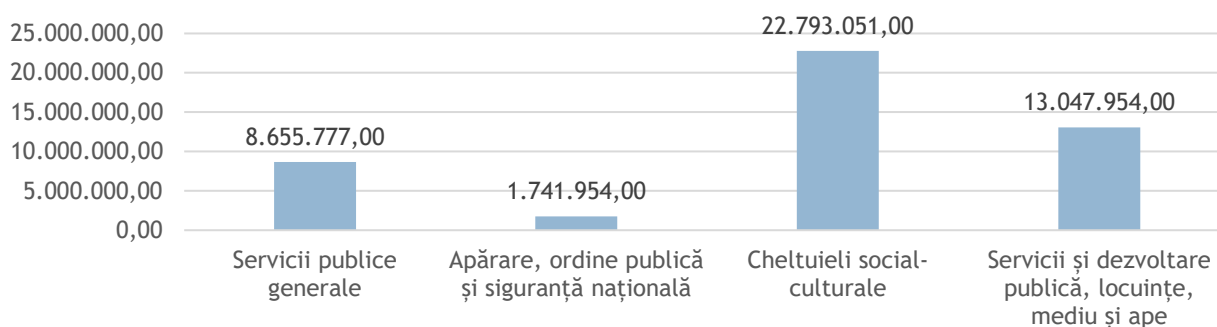 25.000.000,00
20.000.000,00
15.000.000,00
10.000.000,00
5.000.000,00
0,00
8.655.777,00
1.741.954,00
22.793.051,00
13.047.954,00
Servicii publice
generale
Apărare, ordine publică
și siguranță națională
Cheltuieli social-
culturale
Servicii și dezvoltare
publică, locuințe,
mediu și ape